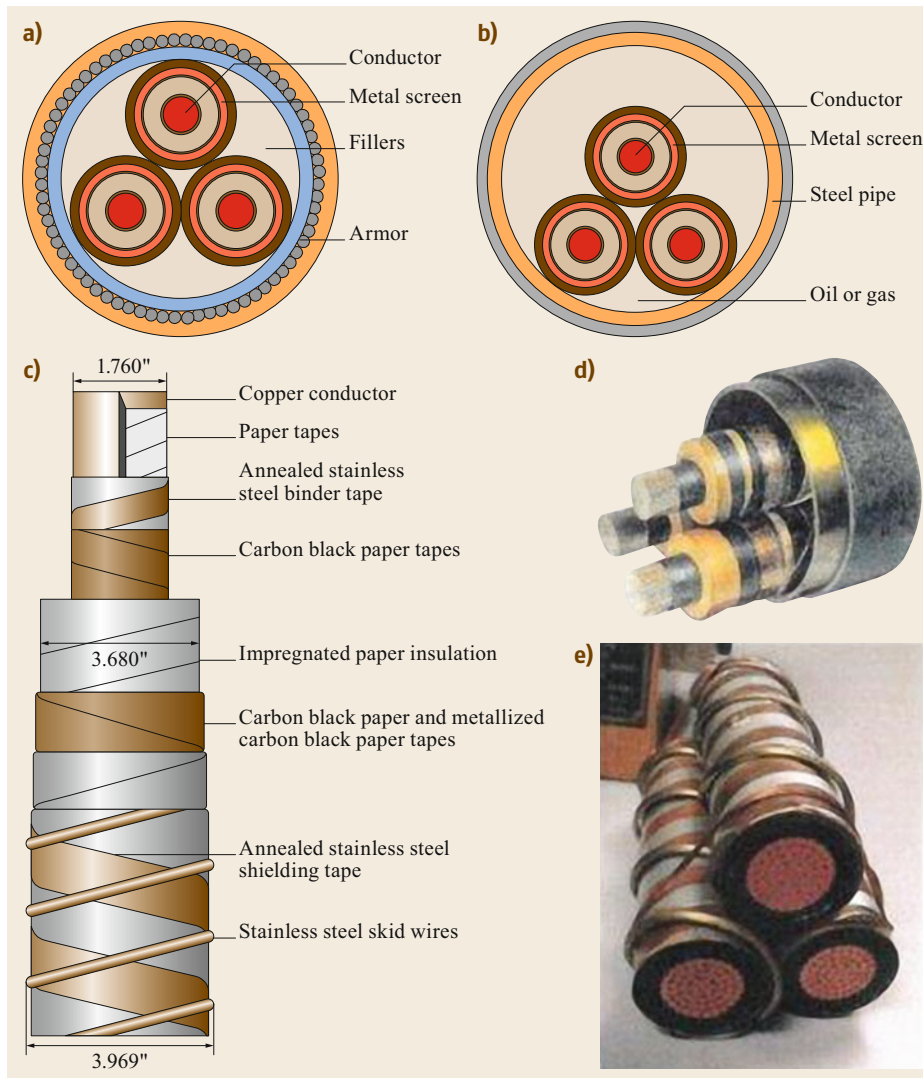 a)
Conductor
Metal screen
Fillers
Armor
b)
Conductor
Metal screen
Steel pipe
Oil or gas
c)
1.760"
Copper conductor
Paper tapes
Annealed stainless
steel binder tape
Carbon black paper tapes
3.680"
Impregnated paper insulation
Carbon black paper and metallized
carbon black paper tapes
Annealed stainless steel
shielding tape
Stainless steel skid wires
3.969"
d)
e)